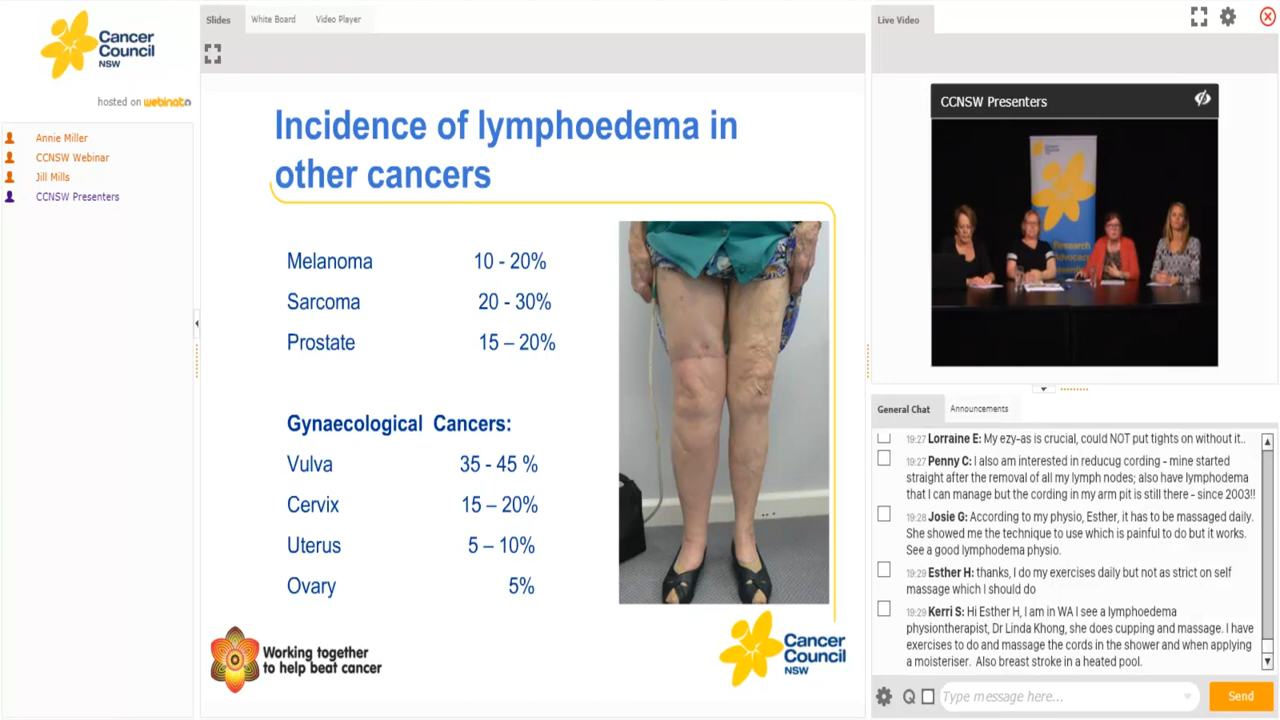 Cancer
Council
NSW
hosted on webinato
Annie Miller
CCNSW Webinar
Jill Mills
CCNSW Presenters
Slides
White Board
Video Player
Incidence of lymphoedema in
other cancers
Melanoma 10 - 20%
Sarcoma 20 - 30%
Prostate 15 – 20%
Gynaecological Cancers:
Vulva 35 - 45 %
Cervix 15 – 20%
Uterus 5 – 10%
Ovary 5%
Working together
to help beat cancer
Cancer
Council
NSW
Live Video
CCNSW Presenters
Research
Advocacy
General Chat
Announcements
19:27 Lorraine E: My ezy-as is crucial, could NOT put tights on without it..
19:27 Penny C: I also am interested in reducug cording - mine started
straight after the removal of all my lymph nodes; also have lymphodema
that I can manage but the cording in my arm pit is still there - since 2003!!
19:28 Josie G: According to my physio, Esther, it has to be massaged daily.
She showed me the technique to use which is painful to do but it works.
See a good lymphodema physio.
19:29 Esther H: thanks, I do my exercises daily but not as strict on self
massage which I should do
19:29 Kerri S: Hi Esther H, I am in WA I see a lymphoedema
physiontherapist, Dr Linda Khong, she does cupping and massage. I have
exercises to do and massage the cords in the shower and when applying
a moisteriser. Also breast stroke in a heated pool.
Q
Type message here...
Send